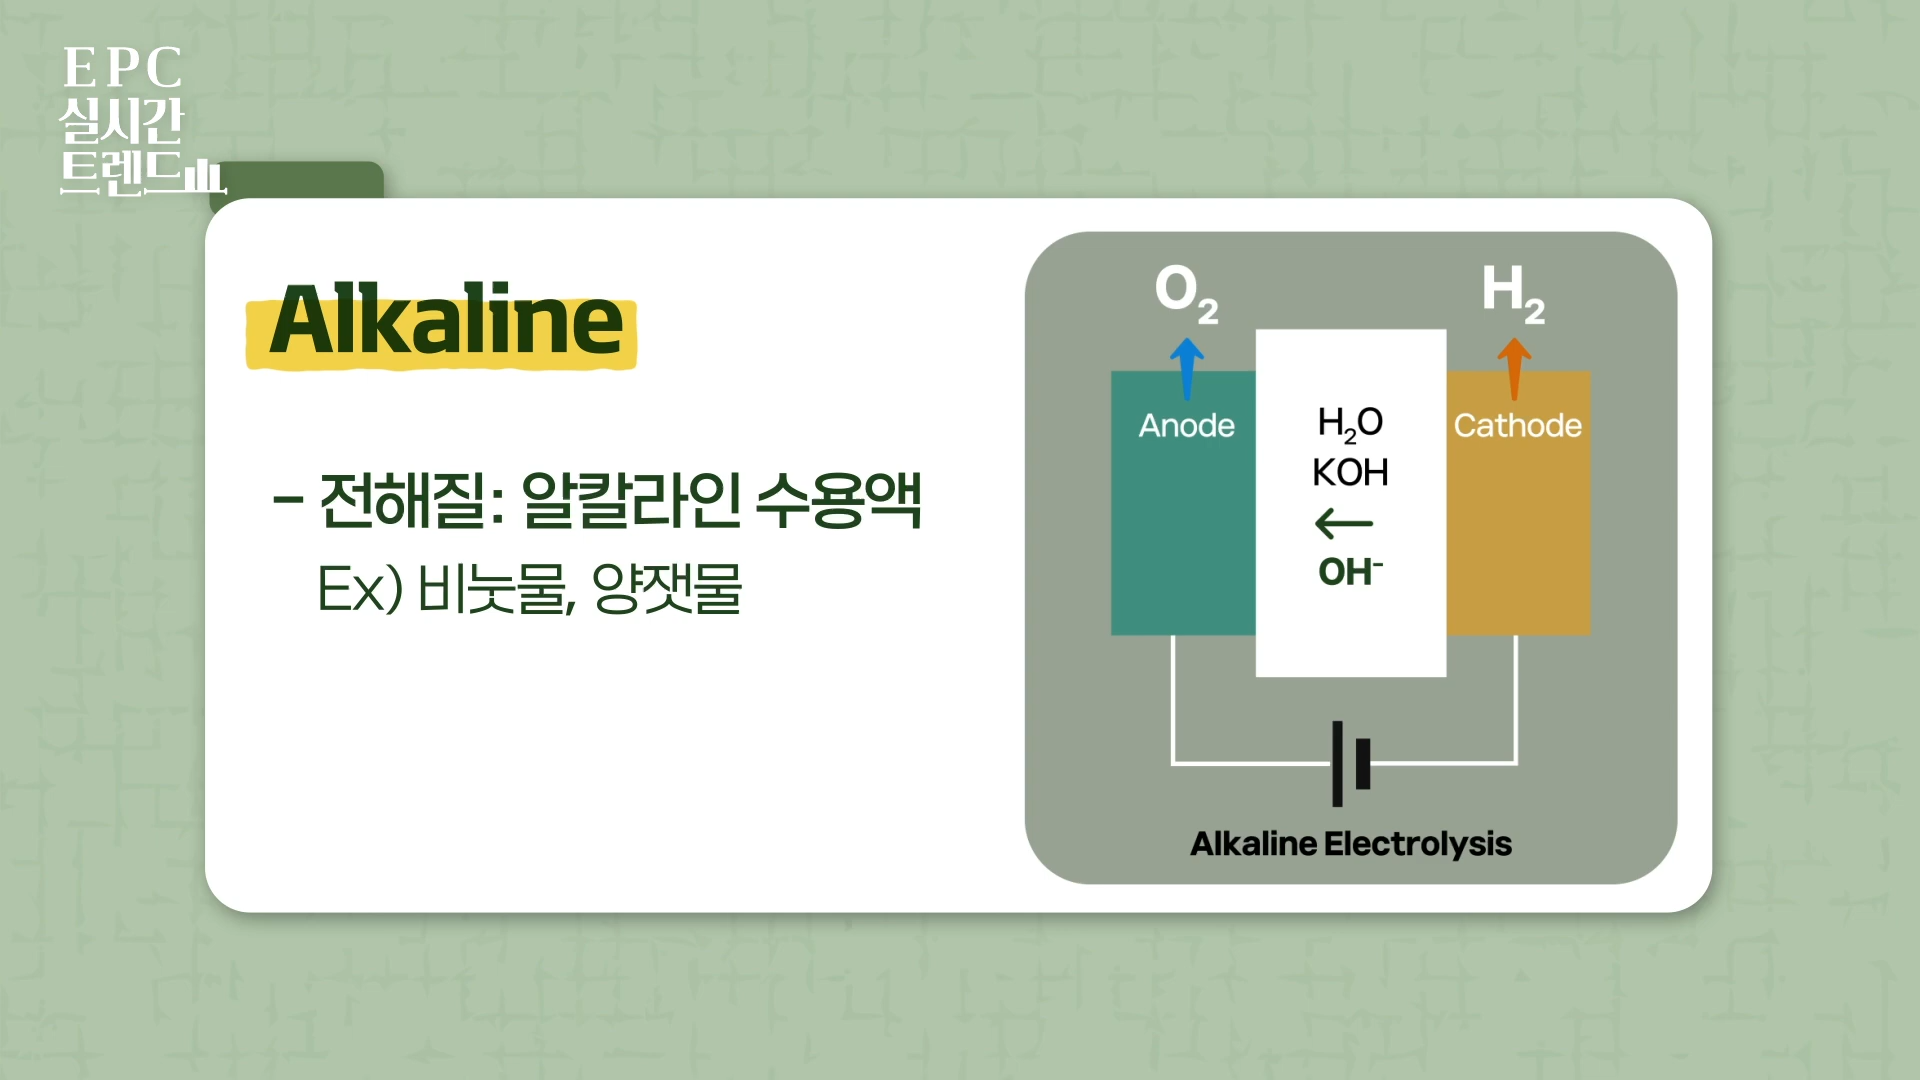 EPC
실시간
트렌드
Alkaline
- 전해질: 알칼라인 수용액
Ex) 비눗물, 양잿물
O₂
H₂
Anode
H₂O
KOH
←
OH⁻
Cathode
Alkaline Electrolysis